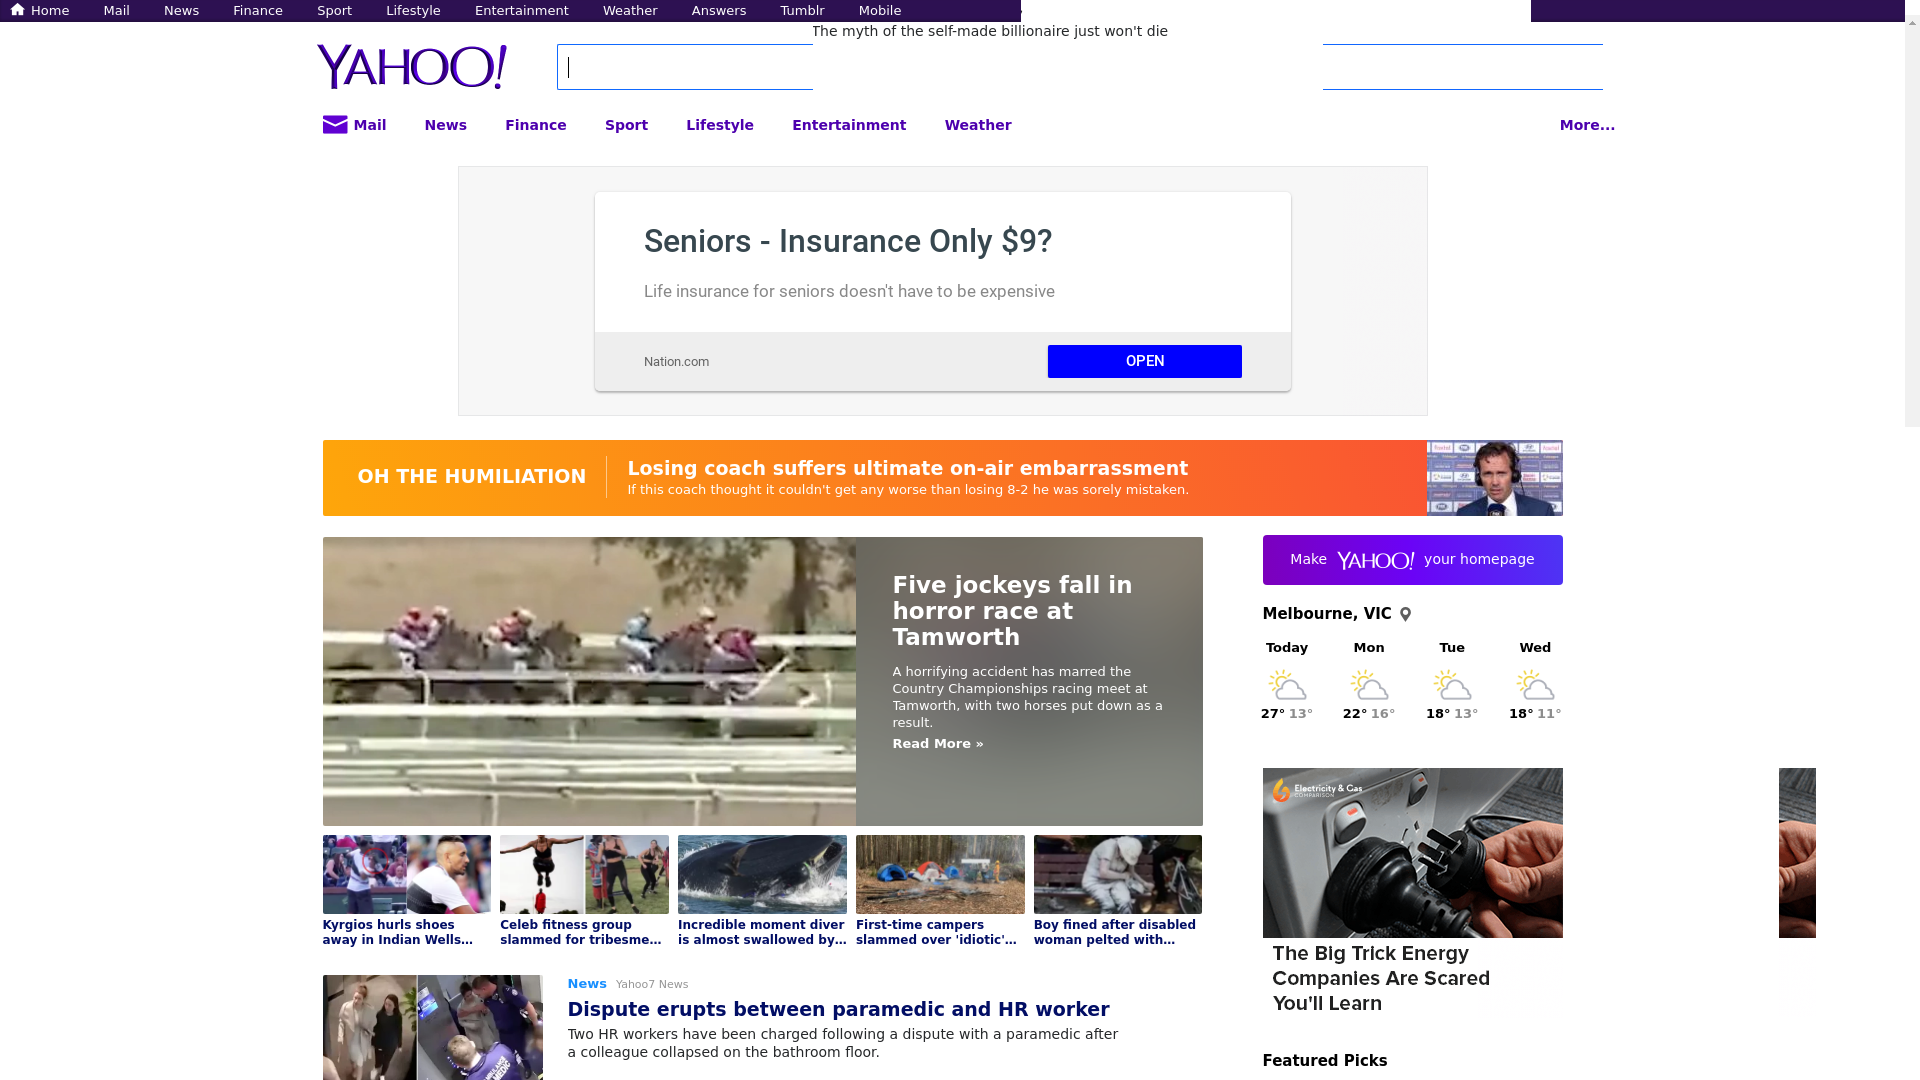 Home Mail News Finance Sport Lifestyle Entertainment Weather Answers Tumblr Mobile
The myth of the self-made billionaire just won't die
YAHOO!
Mail News Finance Sport Lifestyle Entertainment Weather More...
Seniors - Insurance Only $9?
Life insurance for seniors doesn't have to be expensive
Nation.com
OPEN
OH THE HUMILIATION
Losing coach suffers ultimate on-air embarrassment
If this coach thought it couldn't get any worse than losing 8-2 he was sorely mistaken.
Five jockeys fall in
horror race at
Tamworth
A horrifying accident has marred the
Country Championships racing meet at
Tamworth, with two horses put down as a
result.
Read More »
Kyrgios hurls shoes
away in Indian Wells...
Celeb fitness group
slammed for tribesme...
Incredible moment diver
is almost swallowed by...
First-time campers
slammed over 'idiotic'...
Boy fined after disabled
woman pelted with...
News Yahoo7 News
Dispute erupts between paramedic and HR worker
Two HR workers have been charged following a dispute with a paramedic after
a colleague collapsed on the bathroom floor.
Make YAHOO! your homepage
Melbourne, VIC
Today Mon Tue Wed
27° 13° 22° 16° 18° 13° 18° 11°
Electricity & Gas
COMPARISON
The Big Trick Energy
Companies Are Scared
You'll Learn
Featured Picks